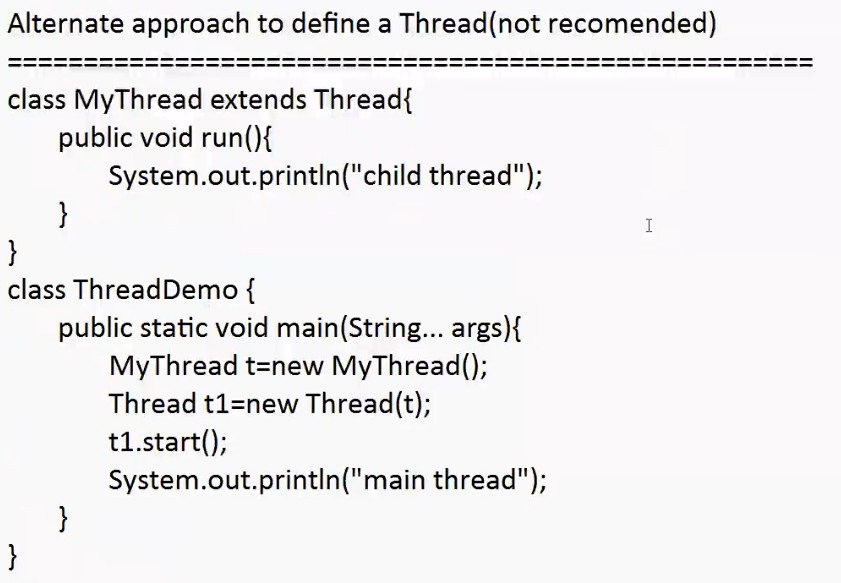 Alternate approach to define a Thread(not recomended)
=====================================================
class MyThread extends Thread{
public void run(){
System.out.println("child thread");
}
}
class ThreadDemo {
public static void main(String... args){
MyThread t=new MyThread();
Thread t1=new Thread(t);
t1.start();
System.out.println("main thread");
}
}